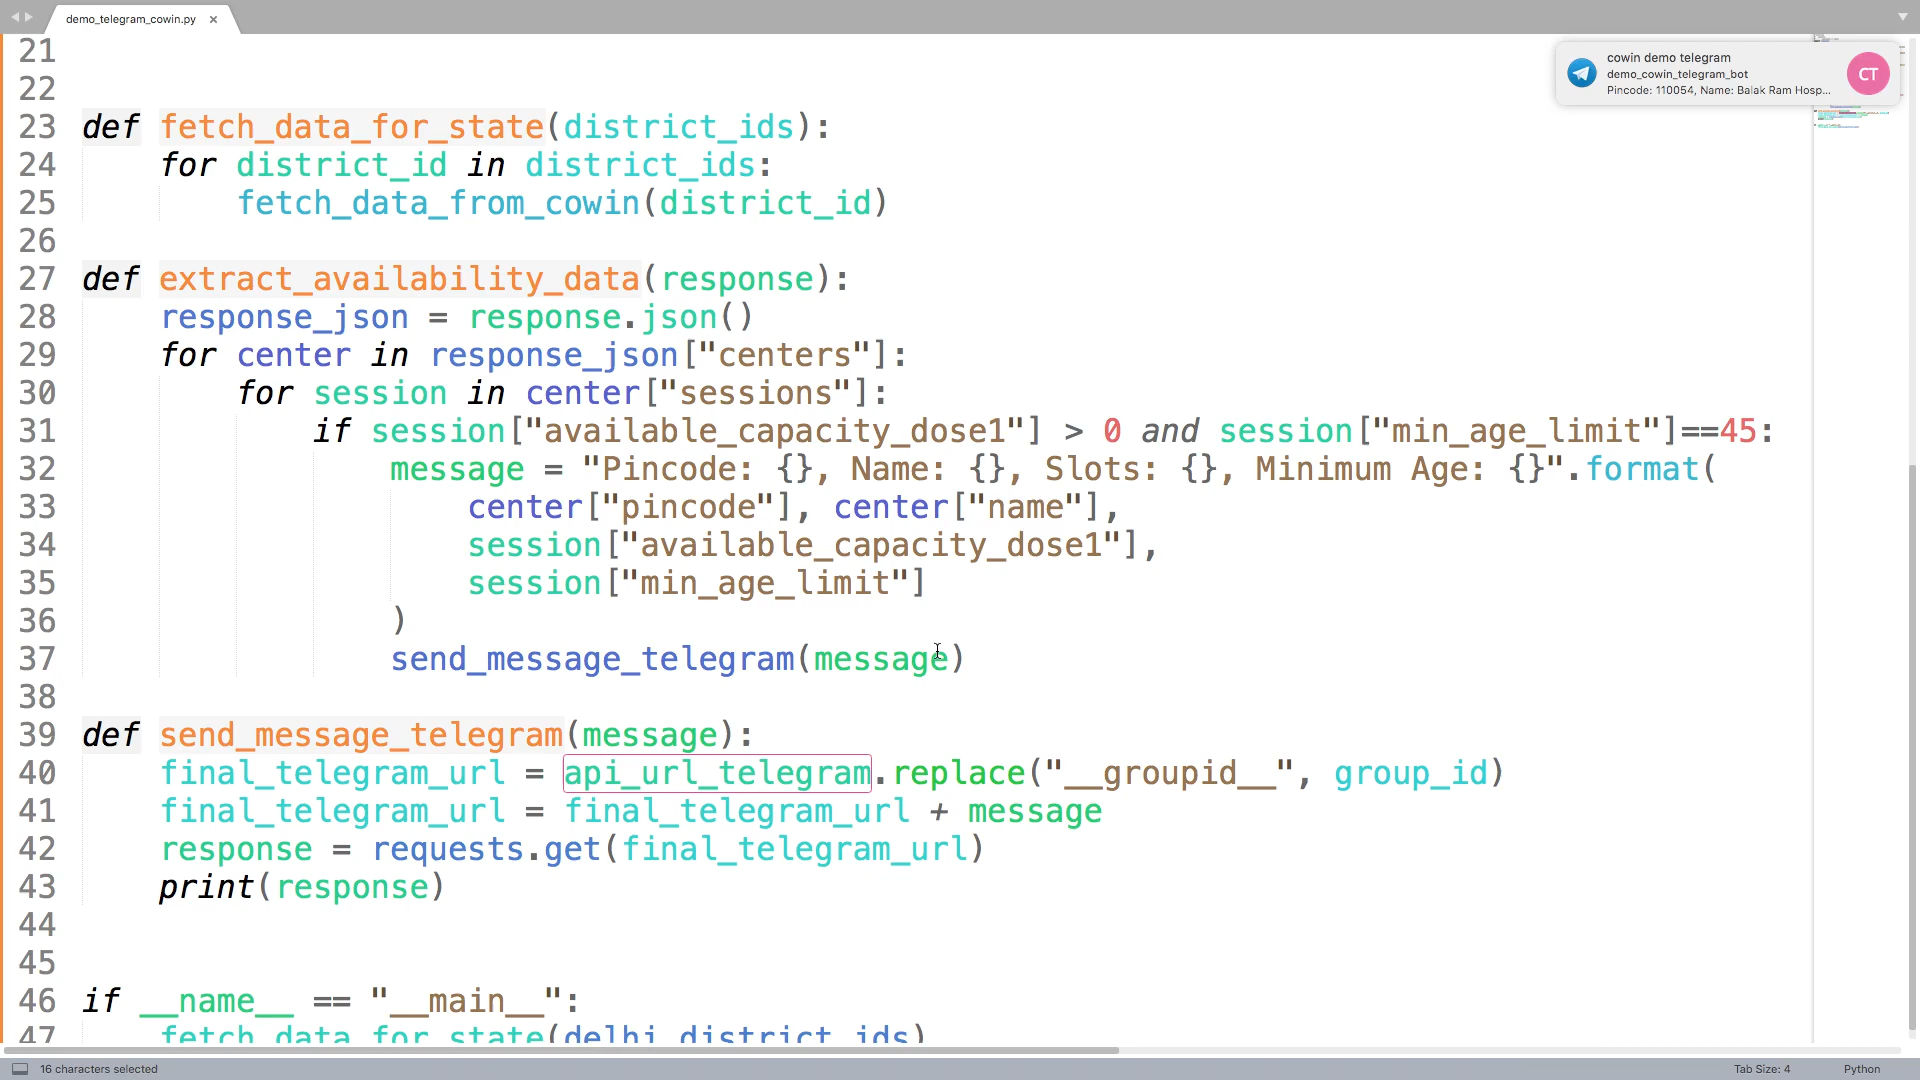 demo_telegram_cowin.py ×
cowin demo telegram
demo_cowin_telegram_bot
Pincode: 110054, Name: Balak Ram Hosp...
CT
21
22
23 def fetch_data_for_state(district_ids):
24 for district_id in district_ids:
25 fetch_data_from_cowin(district_id)
26
27 def extract_availability_data(response):
28 response_json = response.json()
29 for center in response_json["centers"]:
30 for session in center["sessions"]:
31 if session["available_capacity_dose1"] > 0 and session["min_age_limit"]==45:
32 message = "Pincode: {}, Name: {}, Slots: {}, Minimum Age: {}".format(
33 center["pincode"], center["name"],
34 session["available_capacity_dose1"],
35 session["min_age_limit"]
36 )
37 send_message_telegram(message)
38
39 def send_message_telegram(message):
40 final_telegram_url = api_url_telegram.replace("__groupid__", group_id)
41 final_telegram_url = final_telegram_url + message
42 response = requests.get(final_telegram_url)
43 print(response)
44
45
46 if __name__ == "__main__":
47 fetch_data_for_state(delhi_district_ids)
16 characters selected
Tab Size: 4
Python